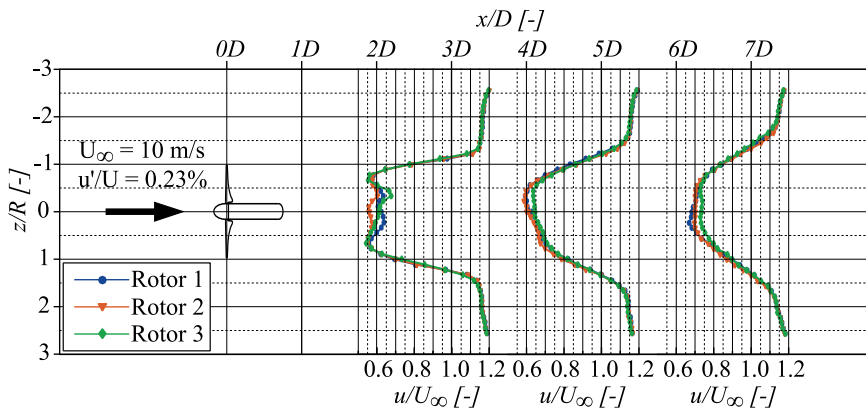 x/D [-]
0D 1D 2D 3D 4D 5D 6D 7D
-3
-2
-1
0
1
2
3
z/R [-]
U∞ = 10 m/s
u'/U = 0.23%
Rotor 1
Rotor 2
Rotor 3
0.6 0.8 1.0 1.2 0.6 0.8 1.0 1.2 0.6 0.8 1.0 1.2
u/U∞ [-] u/U∞ [-] u/U∞ [-]